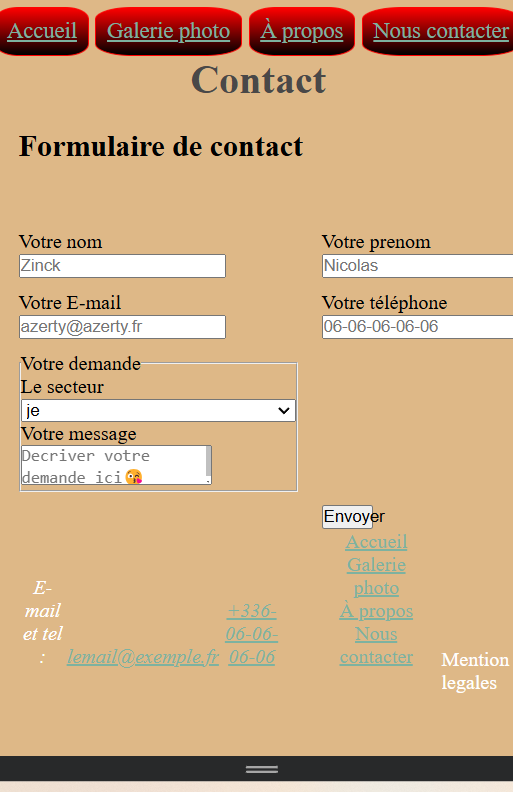 Accueil Galerie photo À propos Nous contacter
Contact
Formulaire de contact
Votre nom Votre prenom
Zinck Nicolas
Votre E-mail Votre téléphone
azerty@azerty.fr 06-06-06-06-06
Votre demande
Le secteur
je
Votre message
Decriver votre
demande ici😘
Envoyer
E-
mail
et tel
:
lemail@exemple.fr
+336-
06-06-
06-06
Accueil
Galerie
photo
À propos
Nous
contacter
Mention
legales